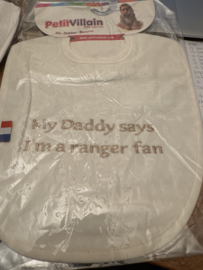 PetitVillain
My Daddy says
I'm a ranger fan